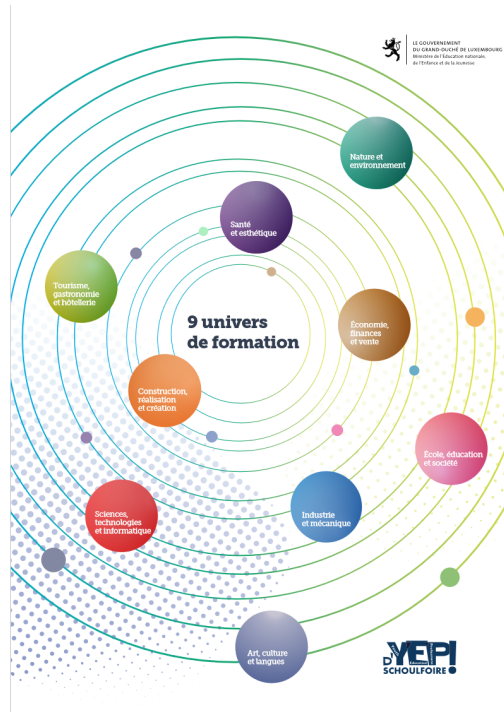 LE GOUVERNEMENT
DU GRAND-DUCHÉ DE LUXEMBOURG
Ministère de l'Éducation nationale,
de l'Enfance et de la Jeunesse
Nature et
environnement
Santé
et esthétique
Tourisme,
gastronomie
et hôtellerie
9 univers
de formation
Économie,
finances
et vente
Construction,
réalisation
et création
École, éducation
et société
Sciences,
technologies
et informatique
Industrie
et mécanique
Art, culture
et langues
D'YEP!
SCHOULFOIRE